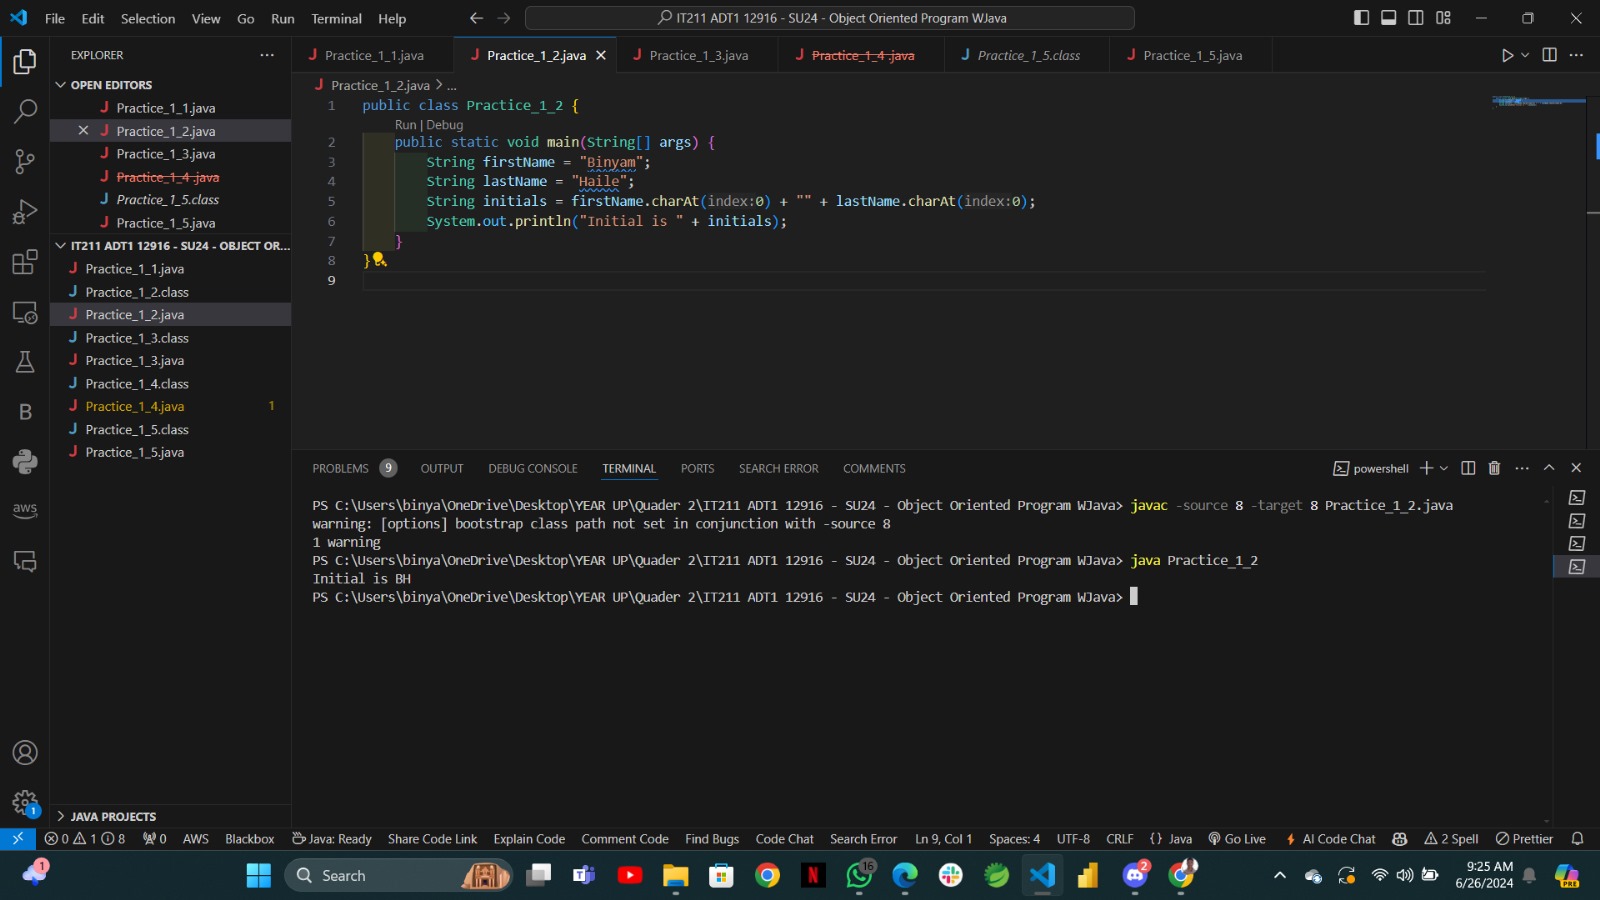 File Edit Selection View Go Run Terminal Help
IT211 ADT1 12916 - SU24 - Object Oriented Program WJava
EXPLORER
OPEN EDITORS
Practice_1_1.java
Practice_1_2.java
Practice_1_3.java
Practice_1_4 .java
Practice_1_5.class
Practice_1_5.java
IT211 ADT1 12916 - SU24 - OBJECT OR...
Practice_1_1.java
Practice_1_2.class
Practice_1_2.java
Practice_1_3.class
Practice_1_3.java
Practice_1_4.class
Practice_1_4.java 1
Practice_1_5.class
Practice_1_5.java
JAVA PROJECTS
B
aws
1
Practice_1_1.java Practice_1_2.java Practice_1_3.java Practice_1_4 .java Practice_1_5.class Practice_1_5.java
Practice_1_2.java > ...
1 public class Practice_1_2 {
Run | Debug
2 public static void main(String[] args) {
3 String firstName = "Binyam";
4 String lastName = "Haile";
5 String initials = firstName.charAt(index:0) + "" + lastName.charAt(index:0);
6 System.out.println("Initial is " + initials);
7 }
8 }
9
PROBLEMS 9 OUTPUT DEBUG CONSOLE TERMINAL PORTS SEARCH ERROR COMMENTS powershell
PS C:\Users\binya\OneDrive\Desktop\YEAR UP\Quader 2\IT211 ADT1 12916 - SU24 - Object Oriented Program WJava> javac -source 8 -target 8 Practice_1_2.java
warning: [options] bootstrap class path not set in conjunction with -source 8
1 warning
PS C:\Users\binya\OneDrive\Desktop\YEAR UP\Quader 2\IT211 ADT1 12916 - SU24 - Object Oriented Program WJava> java Practice_1_2
Initial is BH
PS C:\Users\binya\OneDrive\Desktop\YEAR UP\Quader 2\IT211 ADT1 12916 - SU24 - Object Oriented Program WJava>
0 1 8 0 AWS Blackbox Java: Ready Share Code Link Explain Code Comment Code Find Bugs Code Chat Search Error Ln 9, Col 1 Spaces: 4 UTF-8 CRLF {} Java Go Live AI Code Chat 2 Spell Prettier
1 Search 16 2 9:25 AM
6/26/2024
PRE